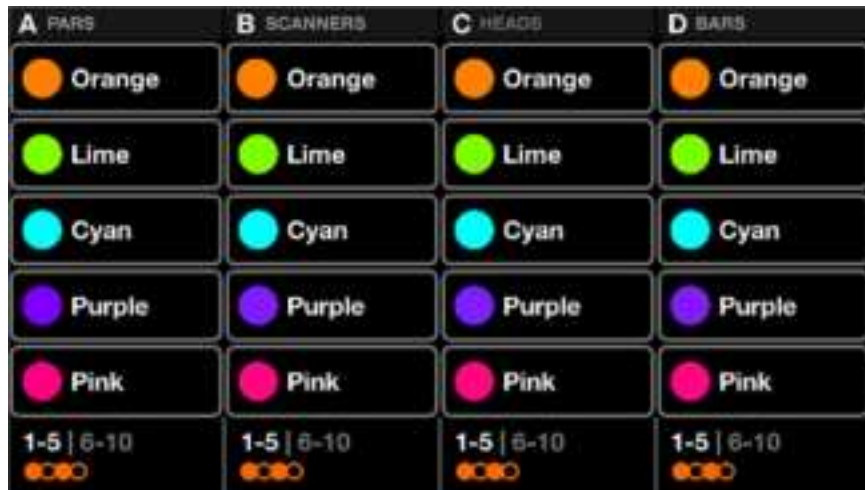 A PARS B SCANNERS C HEADS D BARS
Orange Orange Orange Orange
Lime Lime Lime Lime
Cyan Cyan Cyan Cyan
Purple Purple Purple Purple
Pink Pink Pink Pink
1-5 | 6-10 1-5 | 6-10 1-5 | 6-10 1-5 | 6-10